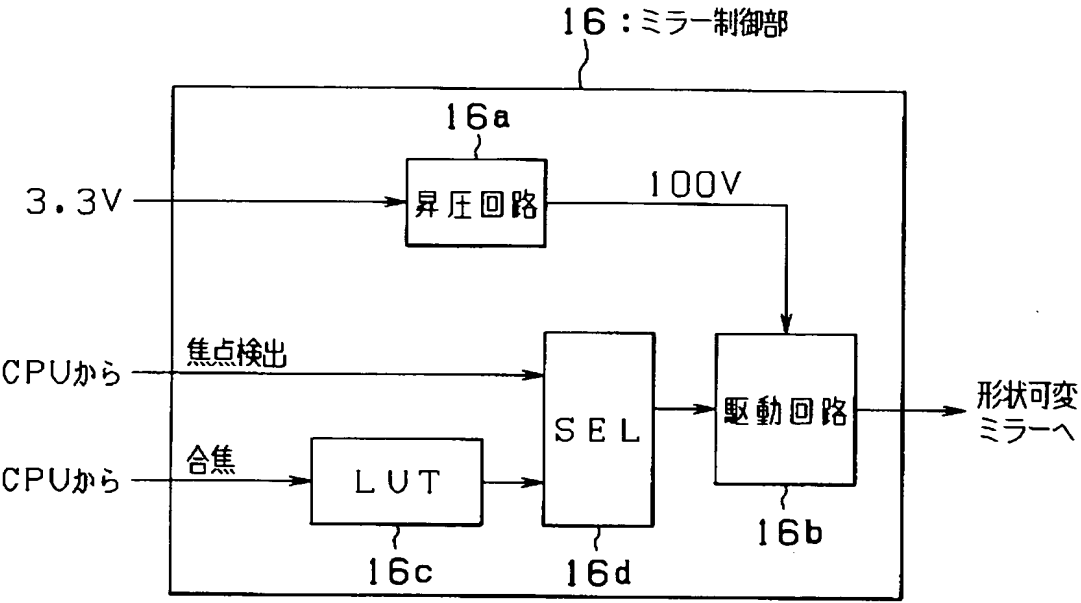 16：ミラー制御部
16a
3.3V
昇圧回路
100V
CPUから
焦点検出
SEL
駆動回路
形状可変
ミラーへ
CPUから
合焦
LUT
16b
16c
16d